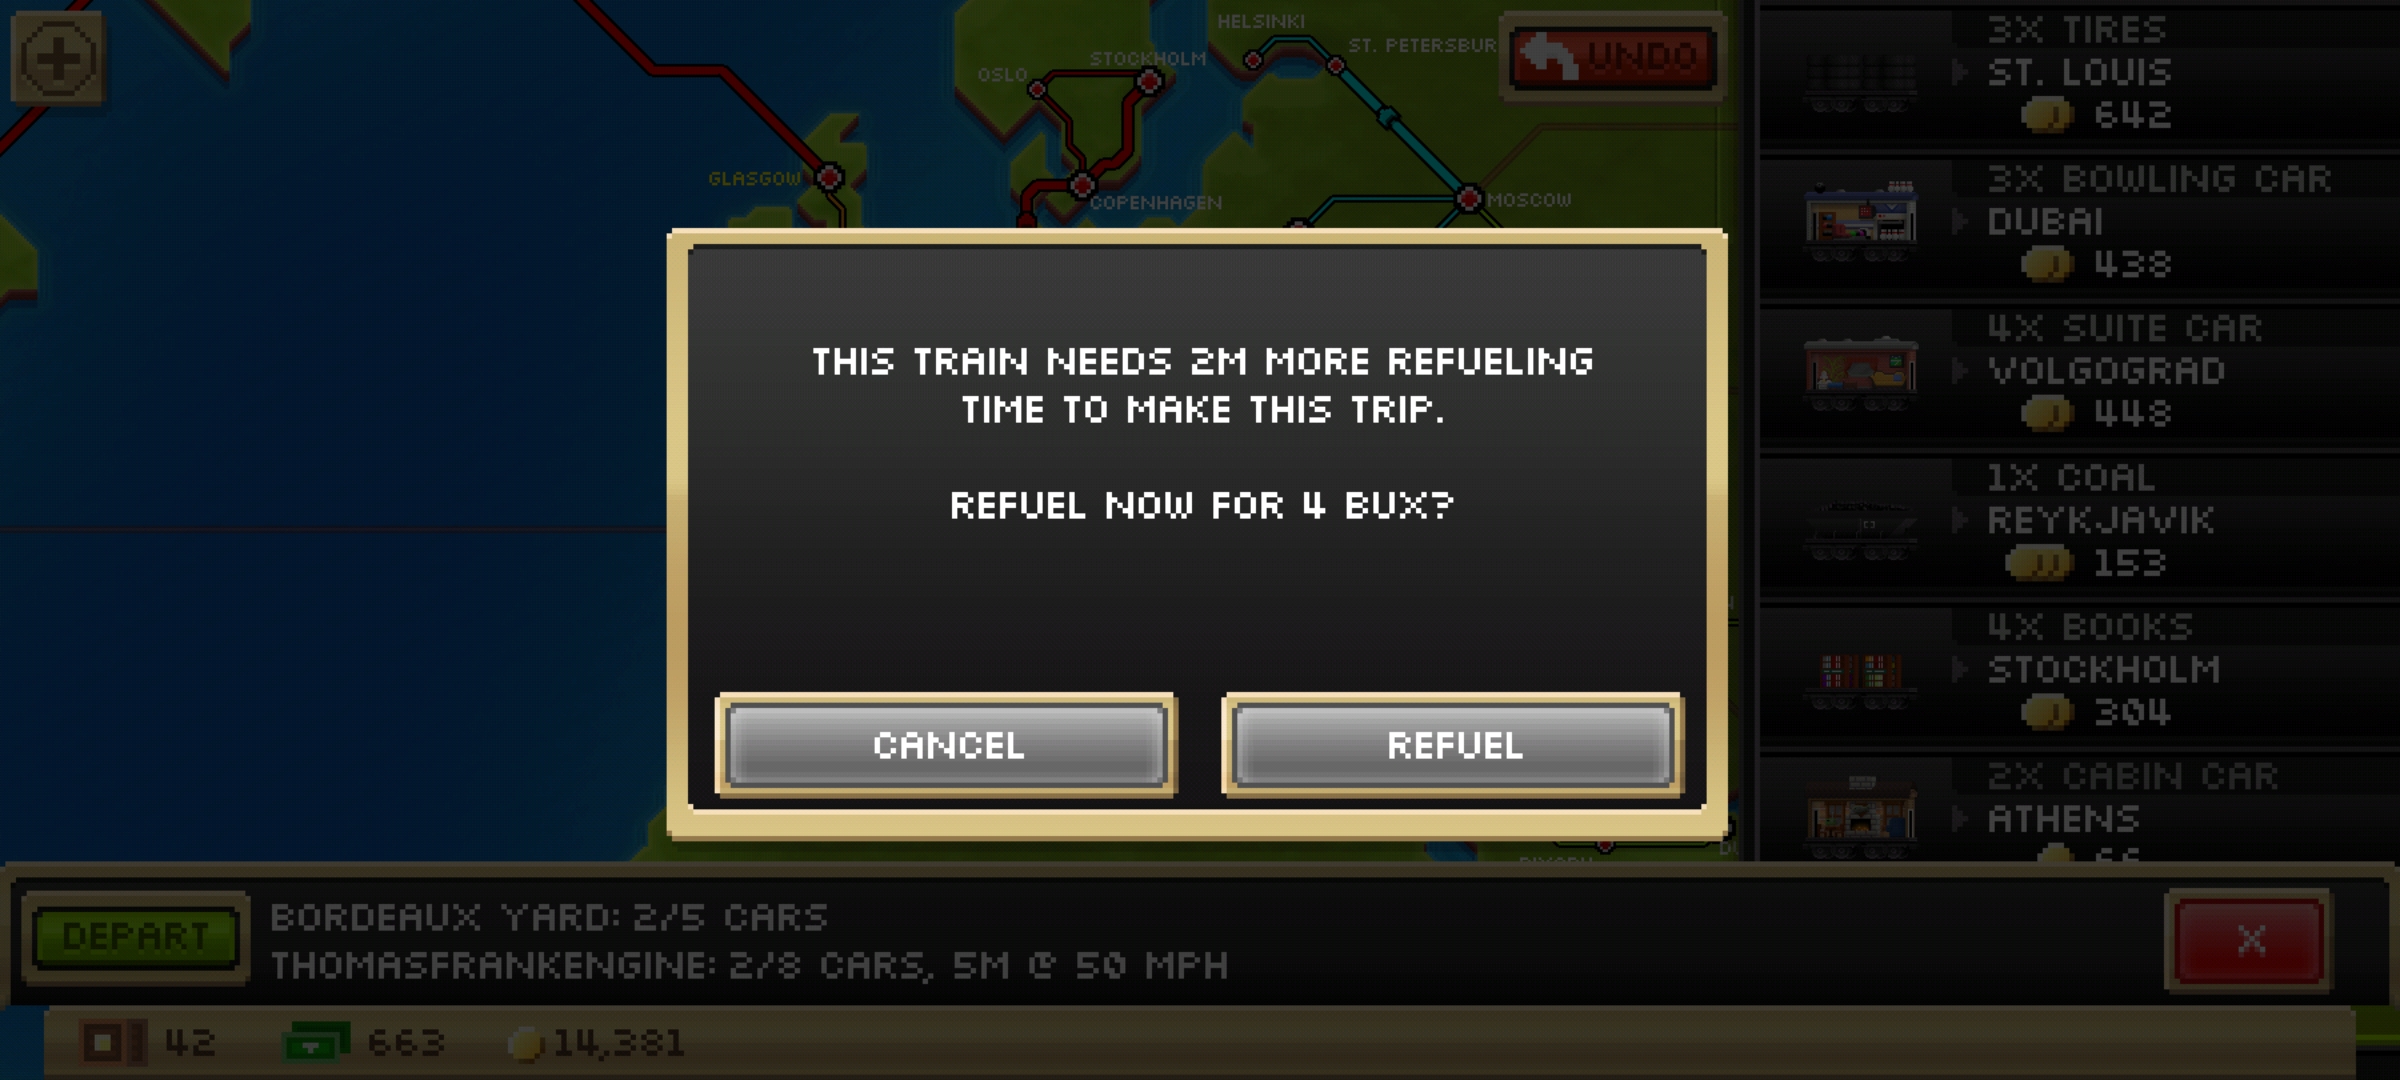 HELSINKI
STOCKHOLM
ST. PETERSBUR
OSLO
UNDO
GLASGOW
COPENHAGEN
MOSCOW
THIS TRAIN NEEDS 2M MORE REFUELING
TIME TO MAKE THIS TRIP.
REFUEL NOW FOR 4 BUX?
CANCEL
REFUEL
3X TIRES
ST. LOUIS
642
3X BOWLING CAR
DUBAI
438
4X SUITE CAR
VOLGOGRAD
448
1X COAL
REYKJAVIK
153
4X BOOKS
STOCKHOLM
304
2X CABIN CAR
ATHENS
66
DEPART
BORDEAUX YARD: 2/5 CARS
THOMASFRANKENGINE: 2/8 CARS, 5M @ 50 MPH
X
42
663
14,381